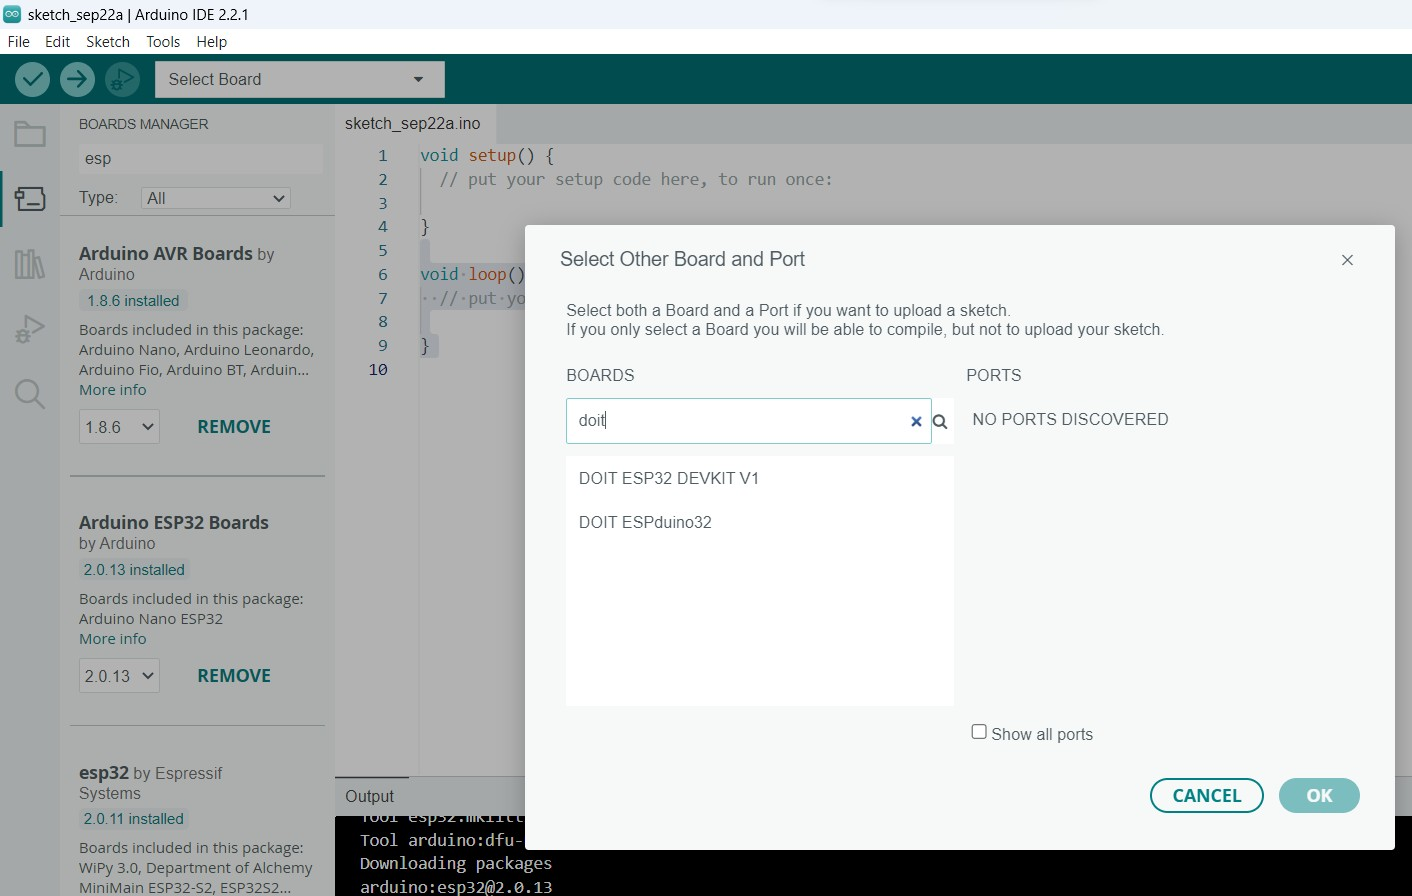 sketch_sep22a | Arduino IDE 2.2.1
File Edit Sketch Tools Help
Select Board
BOARDS MANAGER
esp
Type: All
Arduino AVR Boards by
Arduino
1.8.6 installed
Boards included in this package:
Arduino Nano, Arduino Leonardo,
Arduino Fio, Arduino BT, Arduin...
More info
1.8.6 REMOVE
Arduino ESP32 Boards
by Arduino
2.0.13 installed
Boards included in this package:
Arduino Nano ESP32
More info
2.0.13 REMOVE
esp32 by Espressif
Systems
2.0.11 installed
Boards included in this package:
WiPy 3.0, Department of Alchemy
MiniMain ESP32-S2, ESP32S2...
sketch_sep22a.ino
1 void setup() {
2 // put your setup code here, to run once:
3
4 }
5
6 void loop()
7 // put yo
8
9 }
10
Select Other Board and Port
Select both a Board and a Port if you want to upload a sketch.
If you only select a Board you will be able to compile, but not to upload your sketch.
BOARDS
doit
DOIT ESP32 DEVKIT V1
DOIT ESPduino32
PORTS
NO PORTS DISCOVERED
Show all ports
CANCEL OK
Output
Tool
Tool arduino:dfu-
Downloading packages
arduino:esp32@2.0.13